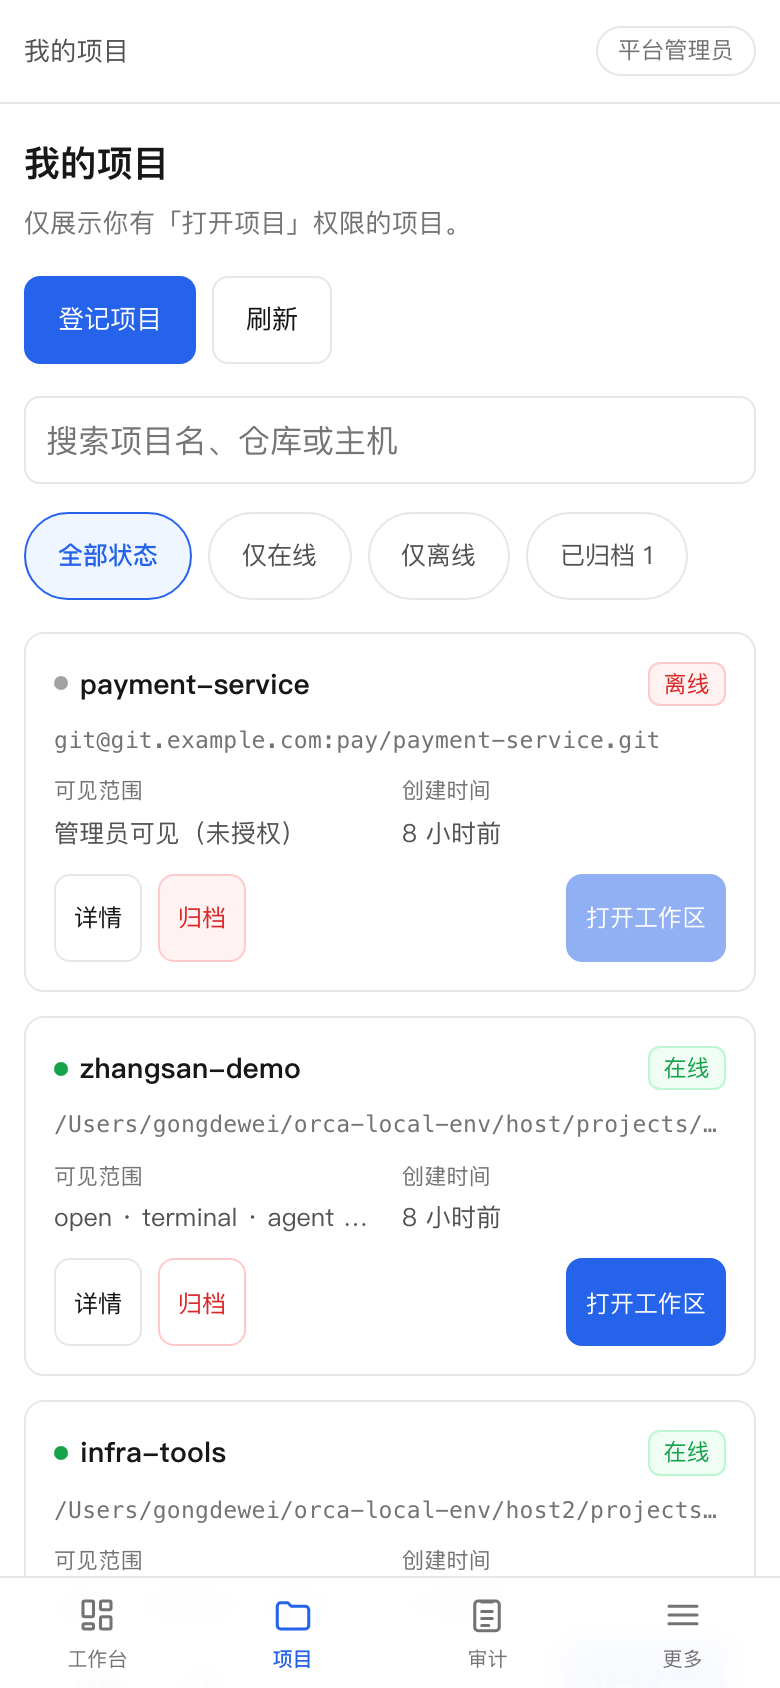 我的项目
平台管理员
我的项目
仅展示你有「打开项目」权限的项目。
登记项目
刷新
搜索项目名、仓库或主机
全部状态
仅在线
仅离线
已归档 1
payment-service
离线
git@git.example.com:pay/payment-service.git
可见范围
创建时间
管理员可见（未授权）
8 小时前
详情
归档
打开工作区
zhangsan-demo
在线
/Users/gongdewei/orca-local-env/host/projects/…
可见范围
创建时间
open · terminal · agent …
8 小时前
详情
归档
打开工作区
infra-tools
在线
/Users/gongdewei/orca-local-env/host2/projects…
可见范围
创建时间
工作台
项目
审计
更多